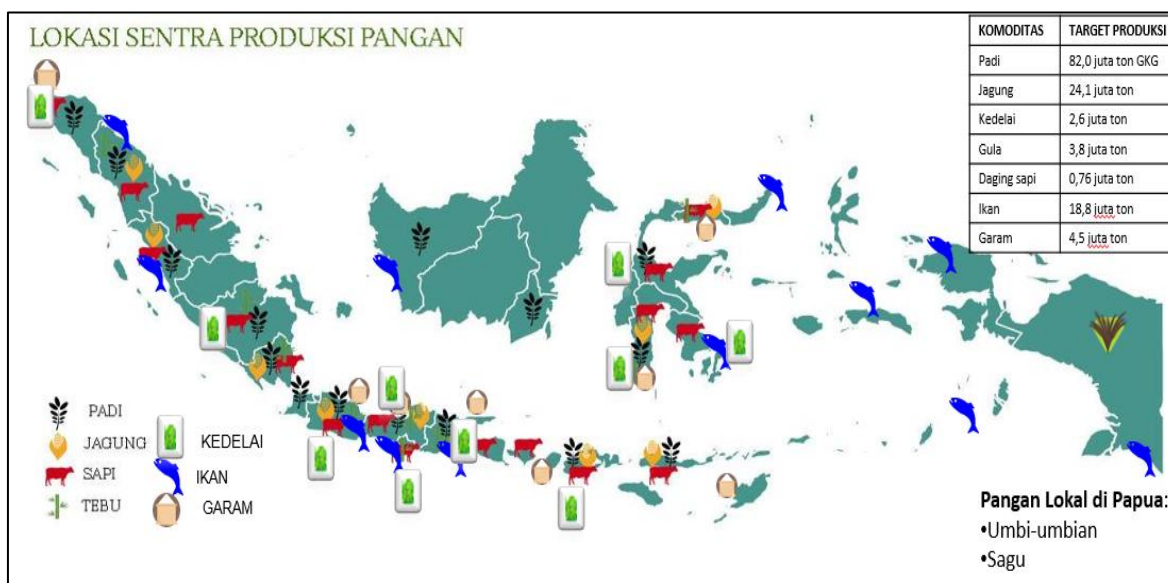 LOKASI SENTRA PRODUKSI PANGAN
KOMODITAS TARGET PRODUKSI
Padi 82,0 juta ton GKG
Jagung 24,1 juta ton
Kedelai 2,6 juta ton
Gula 3,8 juta ton
Daging sapi 0,76 juta ton
Ikan 18,8 juta ton
Garam 4,5 juta ton
PADI
JAGUNG
SAPI
TEBU
KEDELAI
IKAN
GARAM
Pangan Lokal di Papua:
•Umbi-umbian
•Sagu